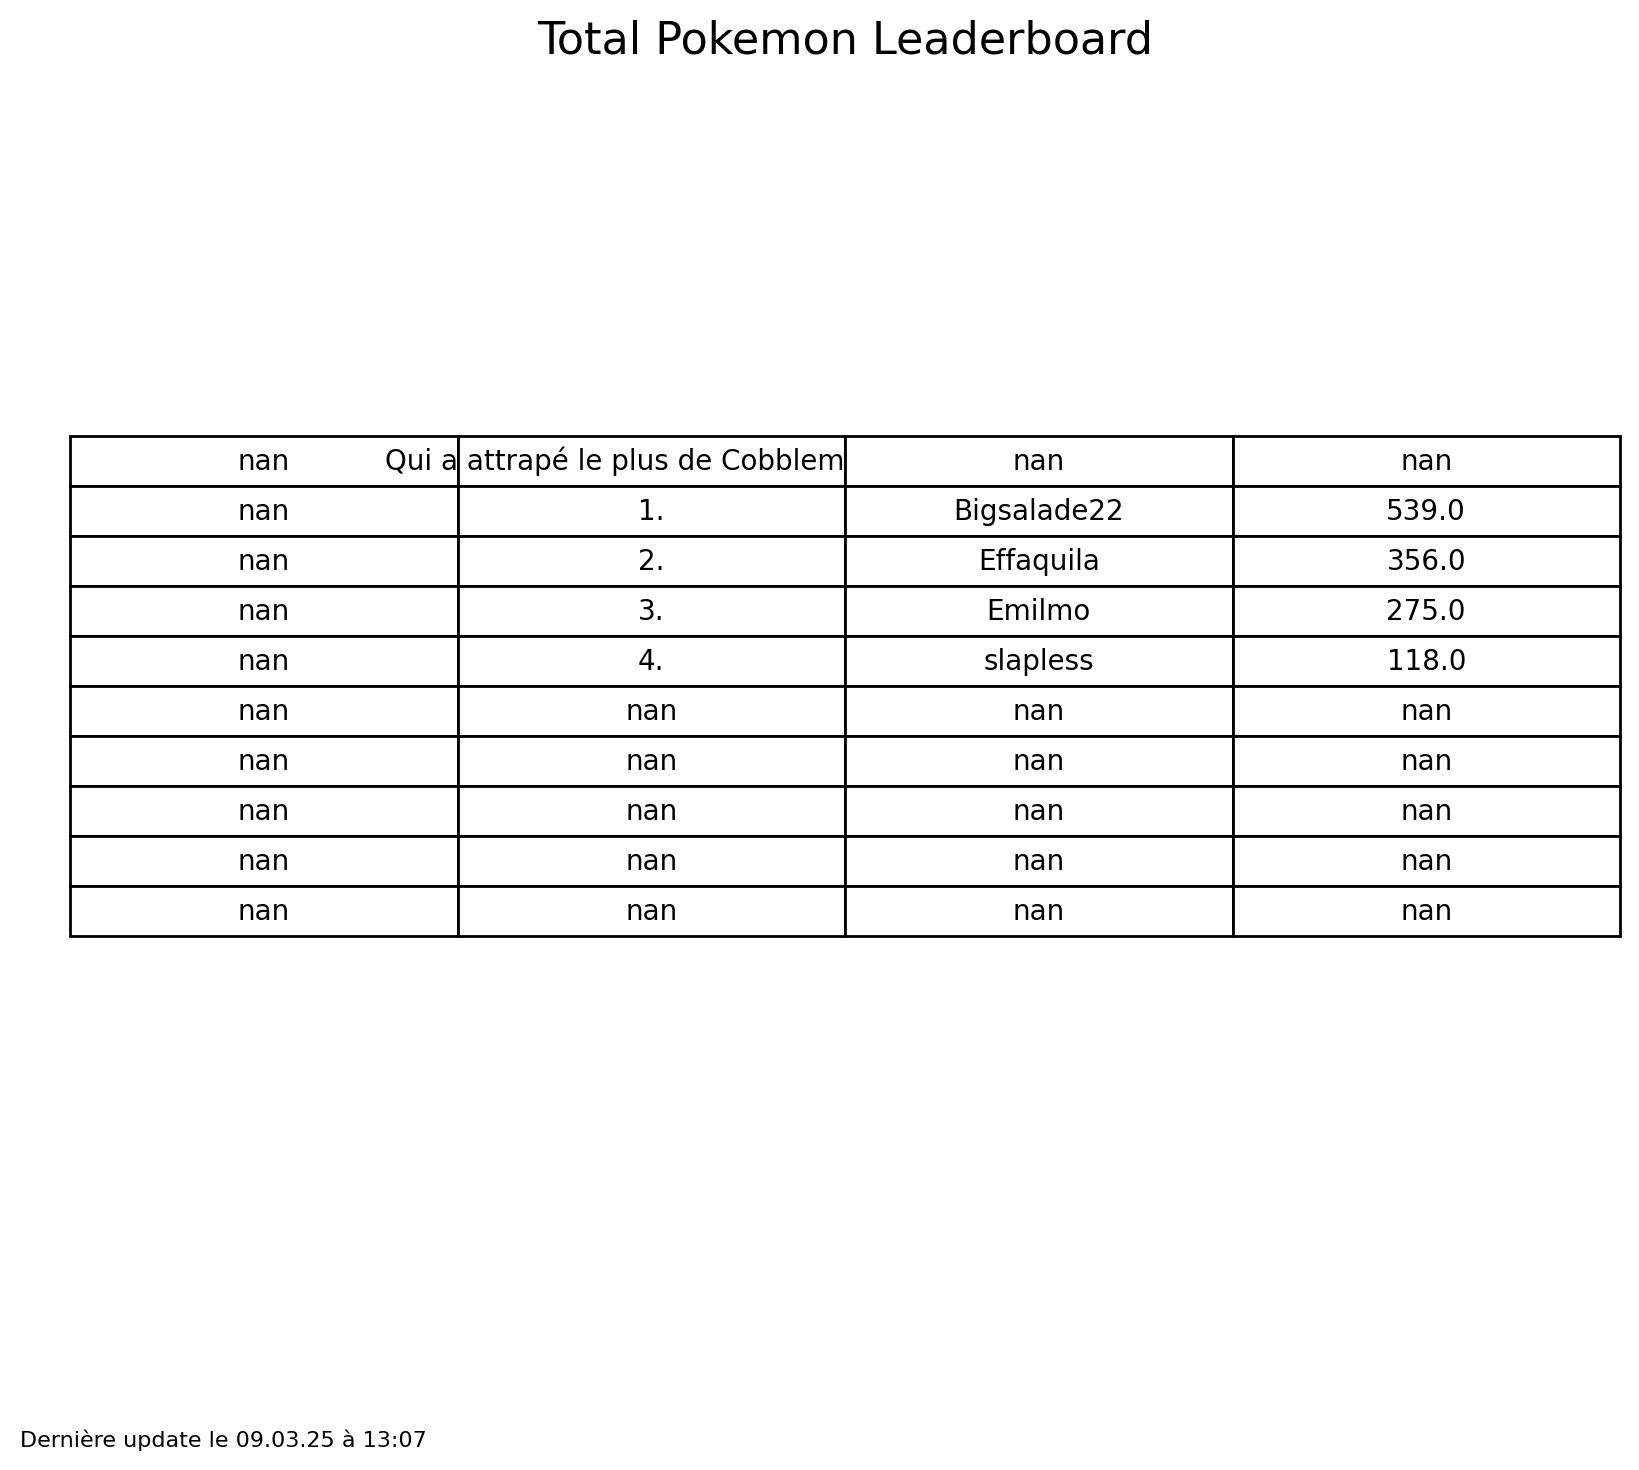 Total Pokemon Leaderboard
nan Qui a attrapé le plus de Cobblem nan nan
nan 1. Bigsalade22 539.0
nan 2. Effaquila 356.0
nan 3. Emilmo 275.0
nan 4. slapless 118.0
nan nan nan nan
nan nan nan nan
nan nan nan nan
nan nan nan nan
nan nan nan nan
Dernière update le 09.03.25 à 13:07